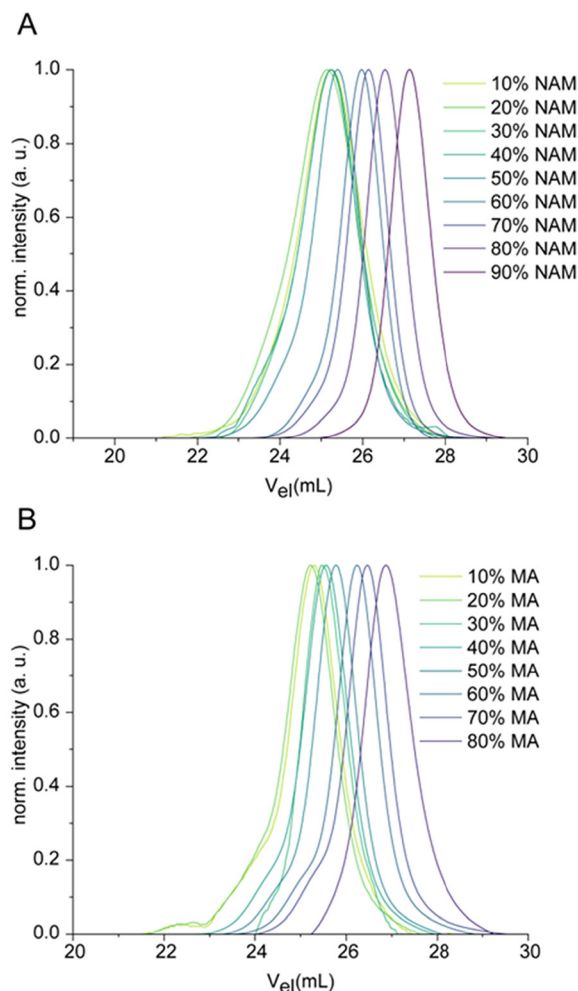 A
1.0
0.8
0.6
0.4
0.2
0.0
norm. intensity (a. u.)
10% NAM
20% NAM
30% NAM
40% NAM
50% NAM
60% NAM
70% NAM
80% NAM
90% NAM
20 22 24 26 28 30
Vel(mL)
B
1.0
0.8
0.6
0.4
0.2
0.0
norm. intensity (a. u.)
10% MA
20% MA
30% MA
40% MA
50% MA
60% MA
70% MA
80% MA
20 22 24 26 28 30
Vel(mL)